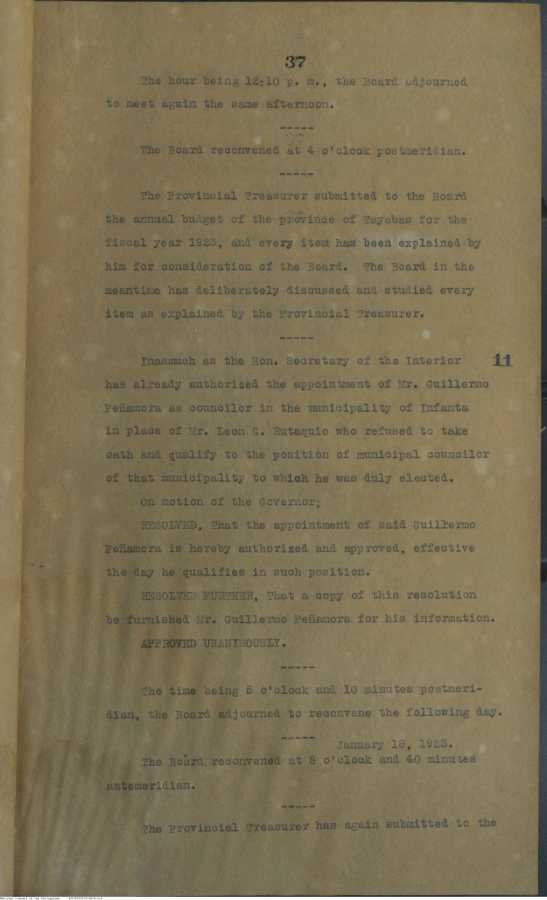 37
The hour being 12:10 p. m., the Board adjourned
to meet again the same afternoon.
-----
The Board reconvened at 4 o'clock postmeridian.
-----
The Provincial Treasurer submitted to the Board
the annual budget of the province of Tayabas for the
fiscal year 1923, and every item has been explained by
him for consideration of the Board. The Board in the
meantime has deliberately discussed and studied every
item as explained by the Provincial Treasurer.
-----
Inasmuch as the Hon. Secretary of the Interior 11
has already authorized the appointment of Mr. Guillermo
Peñamora as councilor in the municipality of Infanta
in place of Mr. Leon G. Eutaquio who refused to take
oath and qualify to the position of municipal councilor
of that municipality to which he was duly elected.
On motion of the Governor;
RESOLVED, That the appointment of said Guillermo
Peñamora is hereby authorized and approved, effective
the day he qualifies in such position.
RESOLVED FURTHER, That a copy of this resolution
be furnished Mr. Guillermo Peñamora for his information.
APPROVED UNANIMOUSLY.
-----
The time being 5 o'clock and 10 minutes postmeri-
dian, the Board adjourned to reconvene the following day.
-----
January 18, 1923.
The Board reconvened at 8 o'clock and 40 minutes
antemeridian.
-----
The Provincial Treasurer has again submitted to the